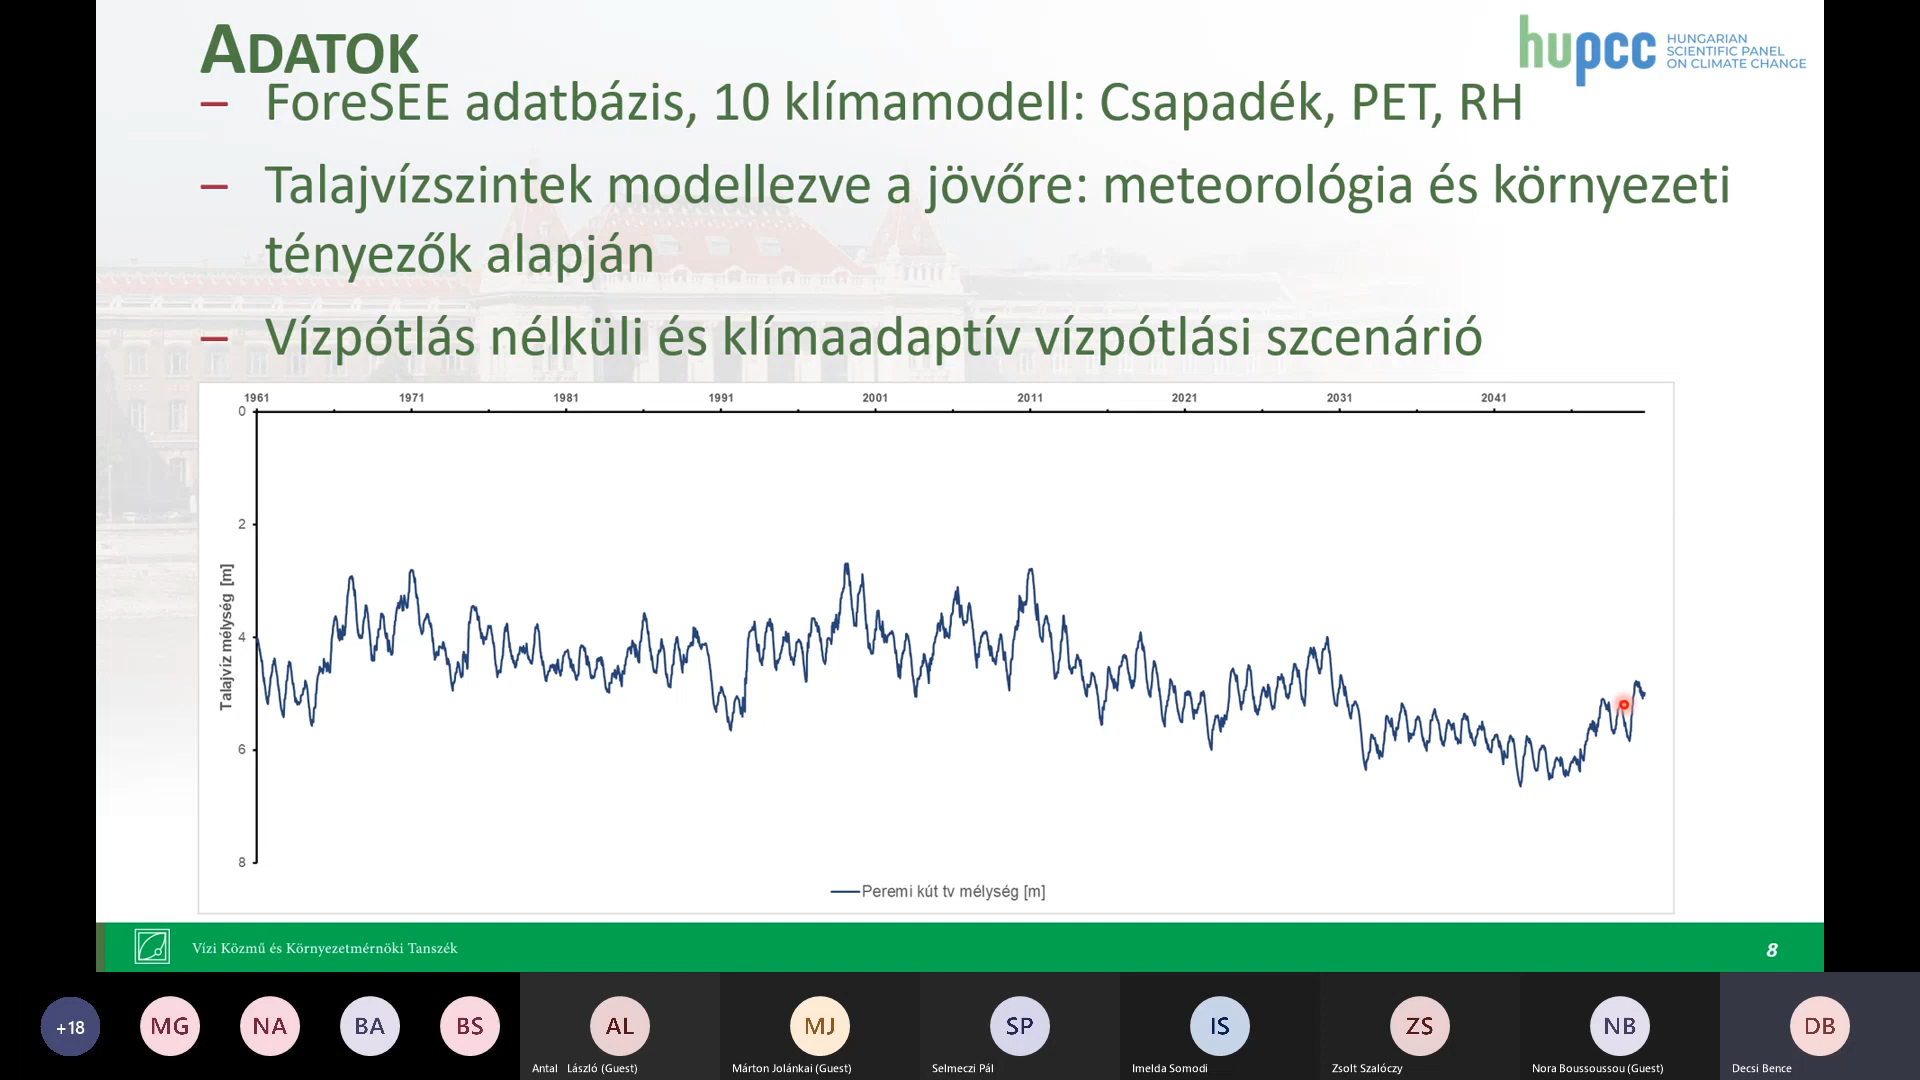 ADATOK
hupcc HUNGARIAN
SCIENTIFIC PANEL
ON CLIMATE CHANGE
– ForeSEE adatbázis, 10 klímamodell: Csapadék, PET, RH
– Talajvízszintek modellezve a jövőre: meteorológia és környezeti
tényezők alapján
– Vízpótlás nélküli és klímaadaptív vízpótlási szcenárió
1961 1971 1981 1991 2001 2011 2021 2031 2041
0
2
4
6
8
Talajvíz mélység [m]
Peremi kút tv mélység [m]
Vízi Közmű és Környezetmérnöki Tanszék
8
+18 MG NA BA BS AL MJ SP IS ZS NB DB
Antal László (Guest) Márton Jolánkai (Guest) Selmeczi Pál Imelda Somodi Zsolt Szalóczy Nora Boussoussou (Guest) Decsi Bence